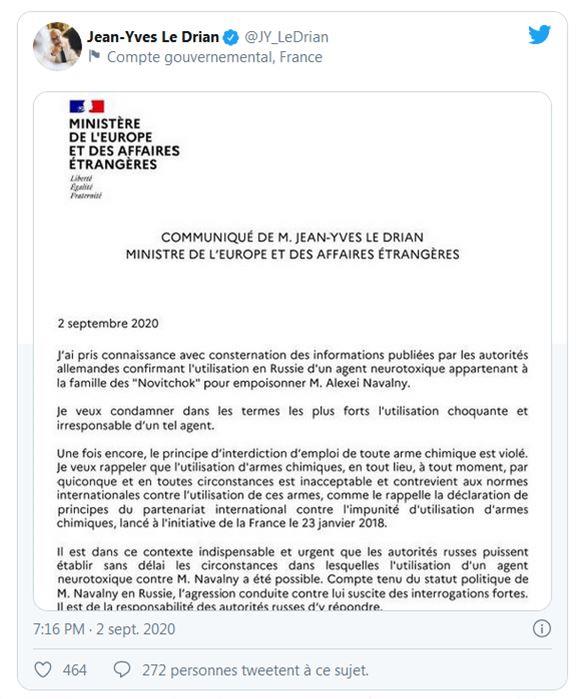 Jean-Yves Le Drian @JY_LeDrian
Compte gouvernemental, France
MINISTÈRE
DE L'EUROPE
ET DES AFFAIRES
ÉTRANGÈRES
Liberté
Égalité
Fraternité
COMMUNIQUÉ DE M. JEAN-YVES LE DRIAN
MINISTRE DE L'EUROPE ET DES AFFAIRES ÉTRANGÈRES
2 septembre 2020
J'ai pris connaissance avec consternation des informations publiées par les autorités
allemandes confirmant l'utilisation en Russie d'un agent neurotoxique appartenant à
la famille des "Novitchok" pour empoisonner M. Alexei Navalny.
Je veux condamner dans les termes les plus forts l'utilisation choquante et
irresponsable d'un tel agent.
Une fois encore, le principe d'interdiction d'emploi de toute arme chimique est violé.
Je veux rappeler que l'utilisation d'armes chimiques, en tout lieu, à tout moment, par
quiconque et en toutes circonstances est inacceptable et contrevient aux normes
internationales contre l'utilisation de ces armes, comme le rappelle la déclaration de
principes du partenariat international contre l'impunité d'utilisation d'armes
chimiques, lancé à l'initiative de la France le 23 janvier 2018.
Il est dans ce contexte indispensable et urgent que les autorités russes puissent
établir sans délai les circonstances dans lesquelles l'utilisation d'un agent
neurotoxique contre M. Navalny a été possible. Compte tenu du statut politique de
M. Navalny en Russie, l'agression conduite contre lui suscite des interrogations fortes.
Il est de la responsabilité des autorités russes d'y répondre.
7:16 PM · 2 sept. 2020
464 272 personnes tweetent à ce sujet.